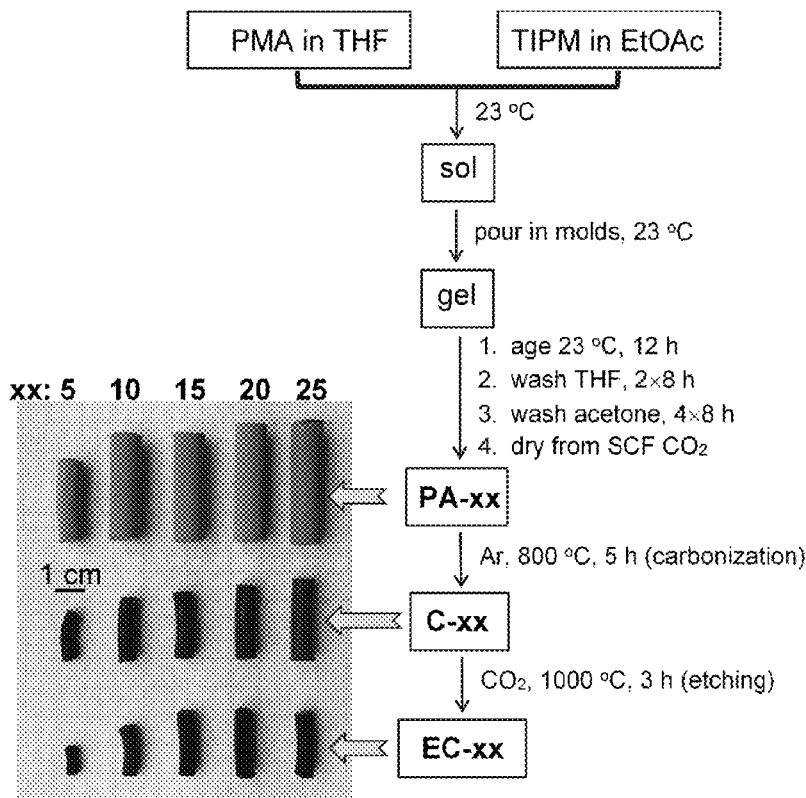 PMA in THF
TIPM in EtOAc
23 °C
sol
pour in molds, 23 °C
gel
1. age 23 °C, 12 h
2. wash THF, 2×8 h
3. wash acetone, 4×8 h
4. dry from SCF CO₂
xx: 5 10 15 20 25
PA-xx
Ar, 800 °C, 5 h (carbonization)
1 cm
C-xx
CO₂, 1000 °C, 3 h (etching)
EC-xx